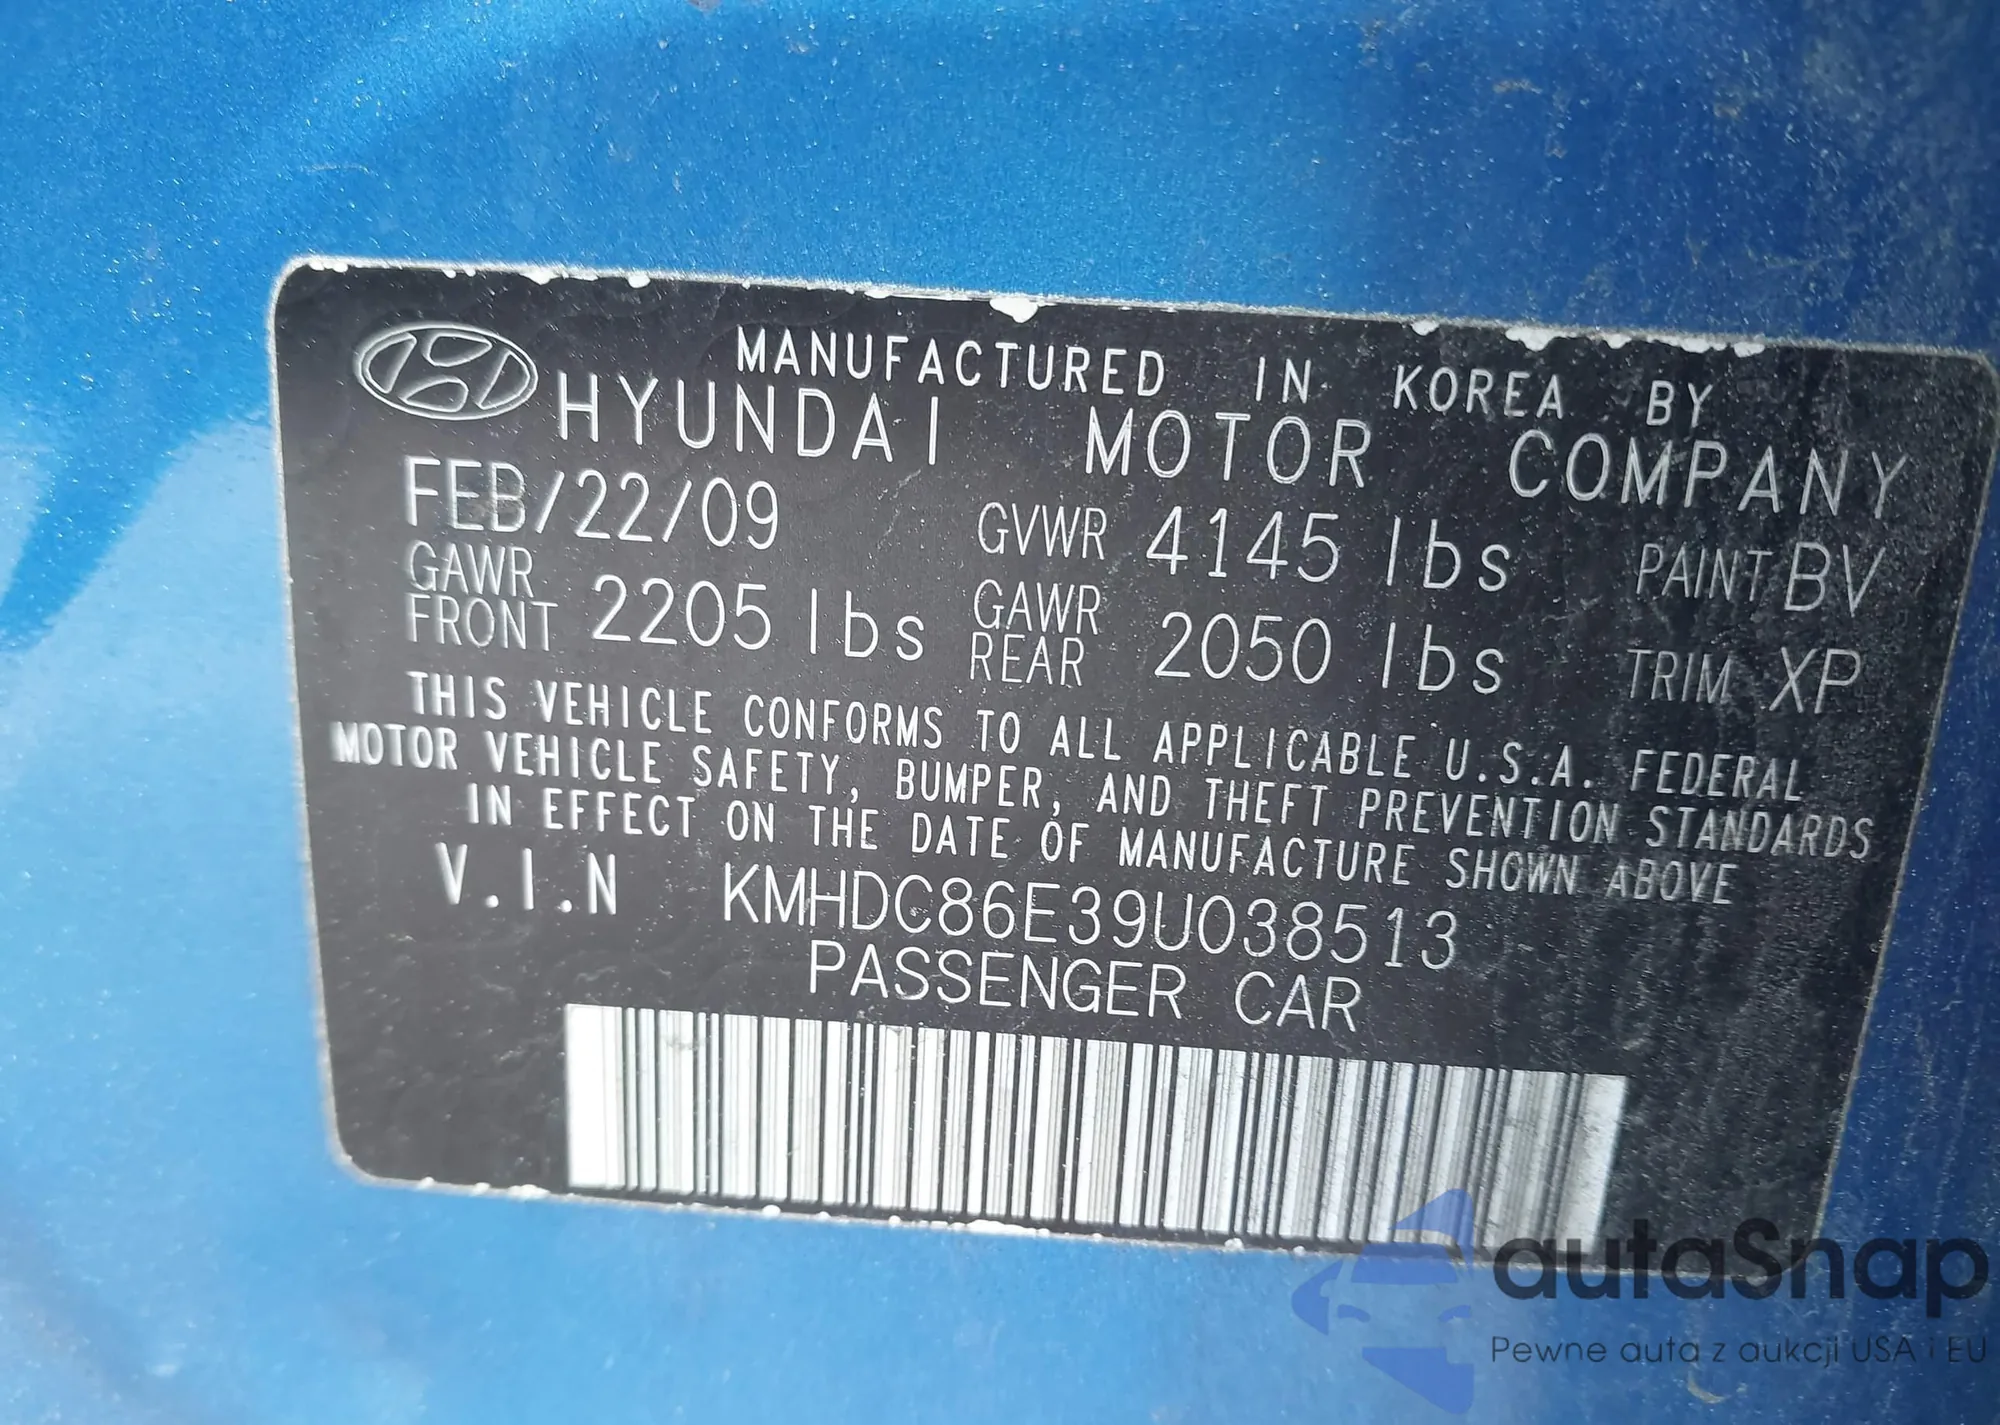 MANUFACTURED IN KOREA BY
HYUNDAI MOTOR COMPANY
FEB/22/09 GVWR 4145 lbs PAINT BV
GAWR FRONT 2205 lbs GAWR REAR 2050 lbs TRIM XP
THIS VEHICLE CONFORMS TO ALL APPLICABLE U.S.A. FEDERAL
MOTOR VEHICLE SAFETY, BUMPER, AND THEFT PREVENTION STANDARDS
IN EFFECT ON THE DATE OF MANUFACTURE SHOWN ABOVE
V.I.N KMHDC86E39U038513
PASSENGER CAR
autaSnap
Pewne auta z aukcji USA i EU